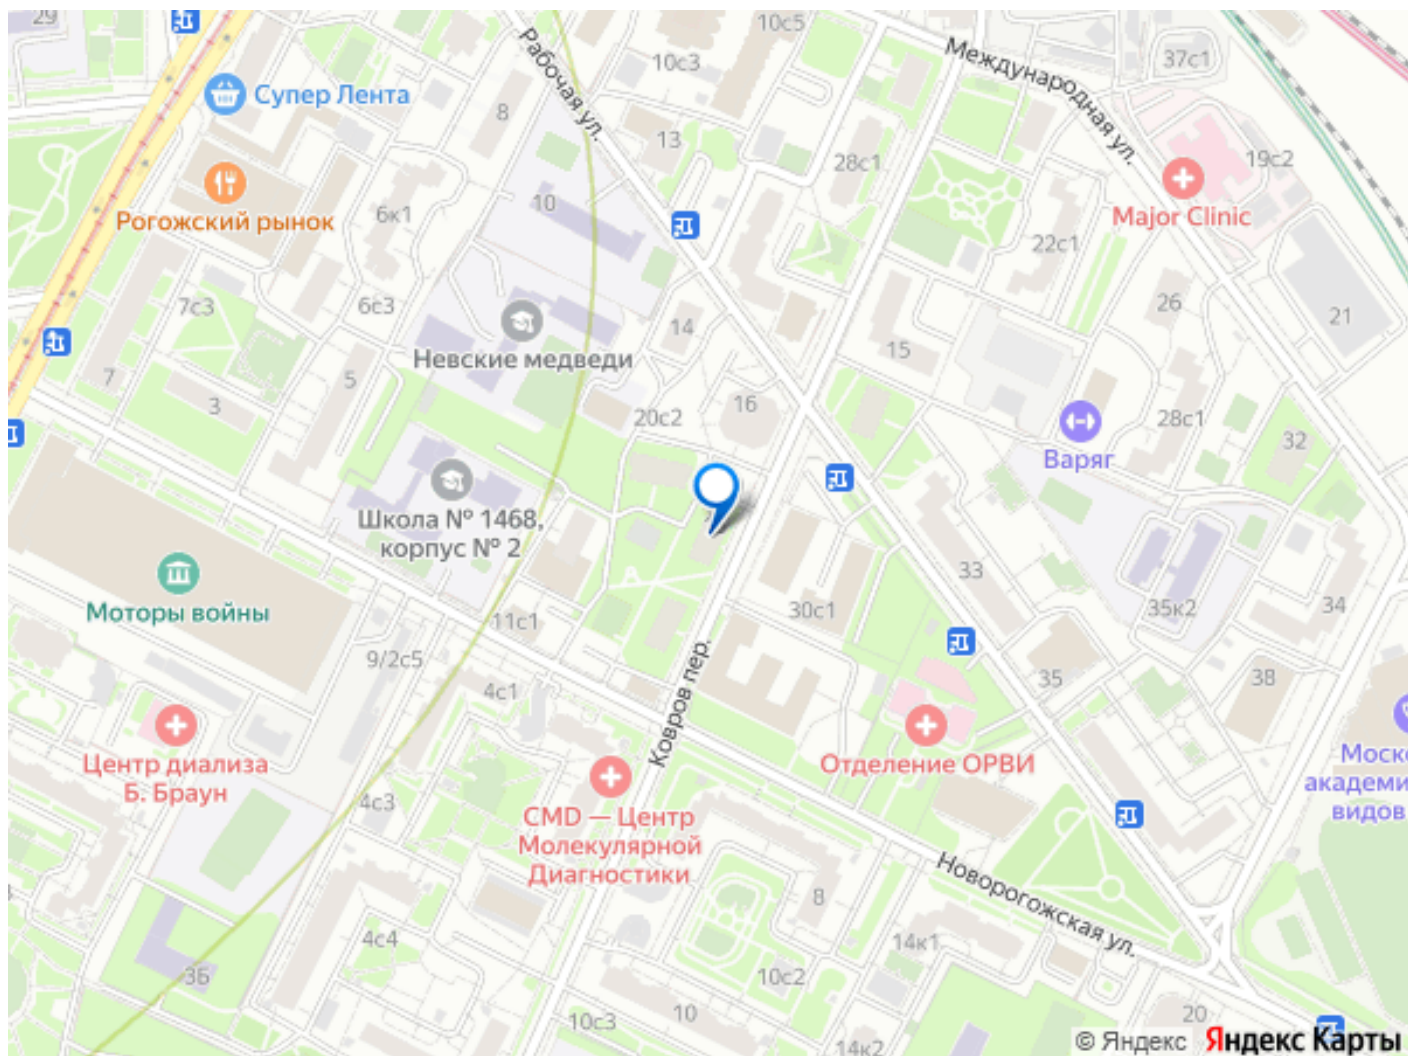 29
10с5
Рабочая ул.
10с3
Международная ул.
37с1
Супер Лента
8
13
28с1
19с2
Рогожский рынок
6к1
10
Major Clinic
22с1
7с3
6с3
14
26
21
Невские медведи
15
7
3
5
20с2
16
28с1
32
Варяг
Школа № 1468,
корпус № 2
33
Моторы войны
11с1
30с1
35к2
34
9/2с5
4с1
Ковров пер.
35
38
Центр диализа
Б. Браун
Отделение ОРВИ
4с3
CMD — Центр
Молекулярной
Диагностики
8
Новорогожская ул.
4с4
14к1
3Б
10с2
10с3
10
14к2
20
© Яндекс
Яндекс Карты